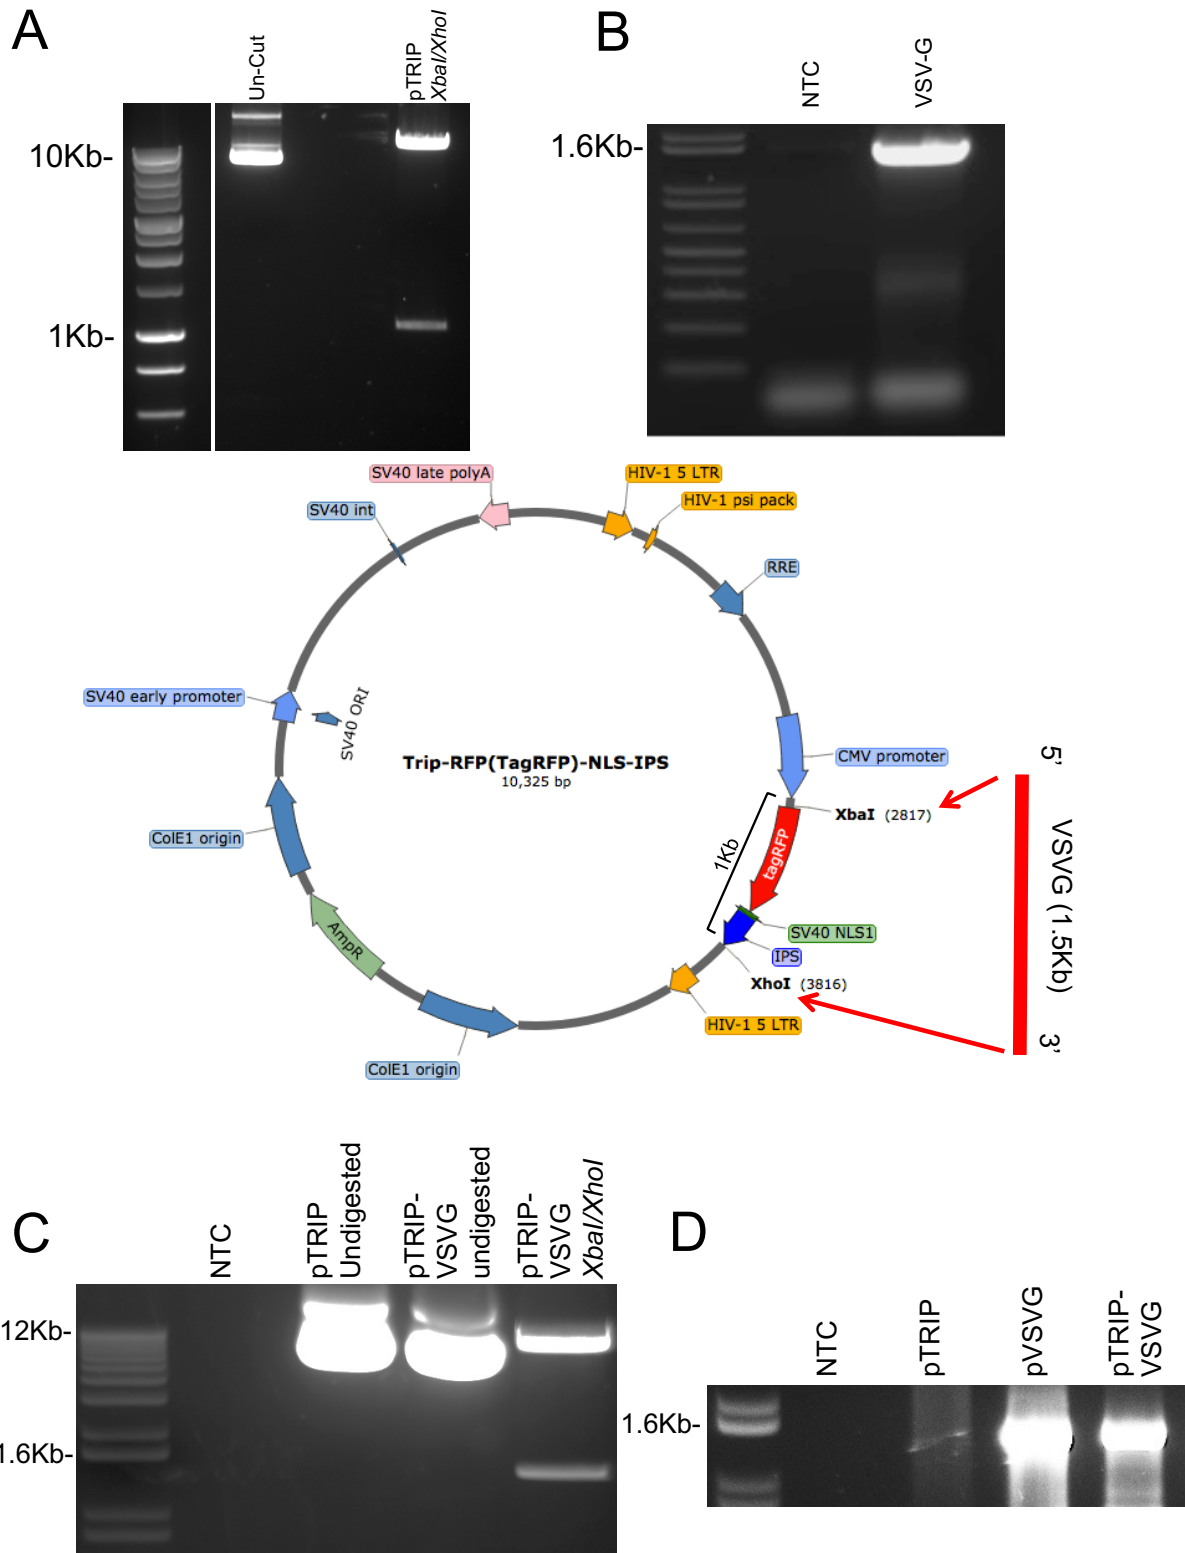 A
Un-Cut
pTRIP
XbaI/XhoI
10Kb-
1Kb-
B
NTC
VSV-G
1.6Kb-
SV40 late polyA
HIV-1 5 LTR
HIV-1 psi pack
SV40 int
RRE
SV40 early promoter
SV40 ORI
Trip-RFP(TagRFP)-NLS-IPS
10,325 bp
CMV promoter
XbaI (2817)
1Kb
tagRFP
SV40 NLS1
IPS
XhoI (3816)
HIV-1 5 LTR
ColE1 origin
AmpR
ColE1 origin
5'
VSVG (1.5Kb)
3'
C
NTC
pTRIP
Undigested
pTRIP-
VSVG
undigested
pTRIP-
VSVG
XbaI/XhoI
12Kb-
1.6Kb-
D
NTC
pTRIP
pVSVG
pTRIP-
VSVG
1.6Kb-